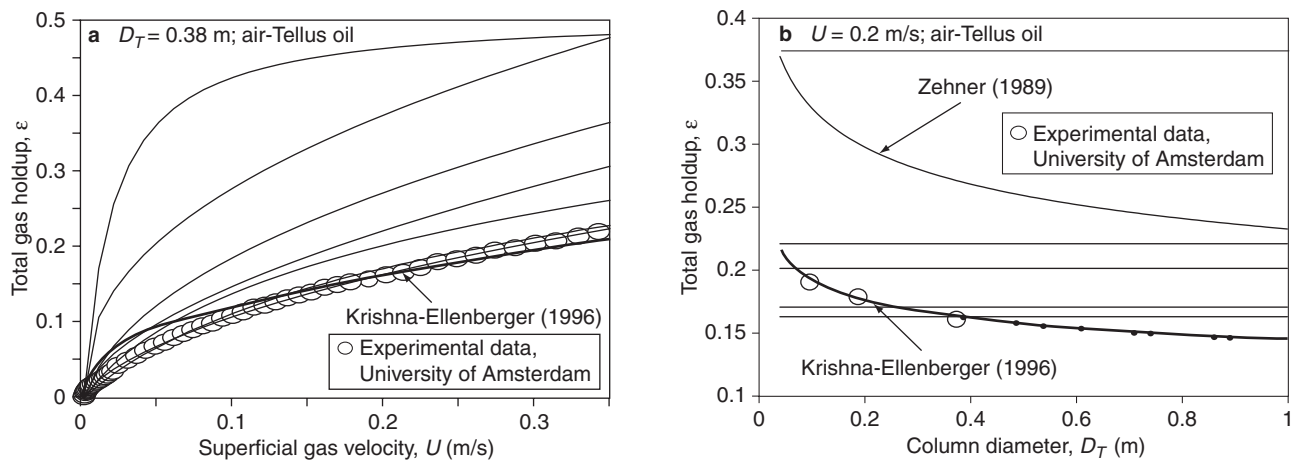 a D_T = 0.38 m; air-Tellus oil
Total gas holdup, ε
0.5
0.4
0.3
0.2
0.1
0
Krishna-Ellenberger (1996)
Experimental data,
University of Amsterdam
0
0.1
0.2
0.3
Superficial gas velocity, U (m/s)
b U = 0.2 m/s; air-Tellus oil
Total gas holdup, ε
0.4
0.35
0.3
0.25
0.2
0.15
0.1
Zehner (1989)
Experimental data,
University of Amsterdam
Krishna-Ellenberger (1996)
0
0.2
0.4
0.6
0.8
1
Column diameter, D_T (m)